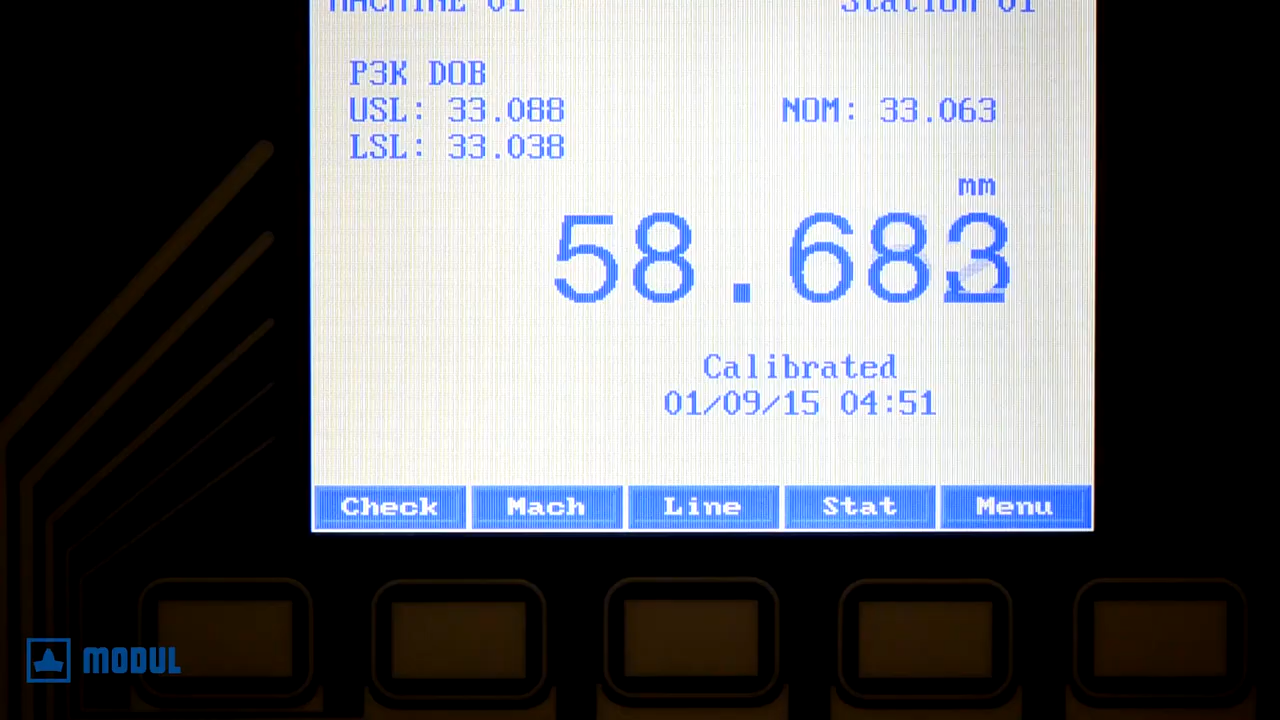 MACHINE 01 Station 01
P3K DOB
USL: 33.088 NOM: 33.063
LSL: 33.038
mm
58.683
Calibrated
01/09/15 04:51
Check Mach Line Stat Menu
MODUL